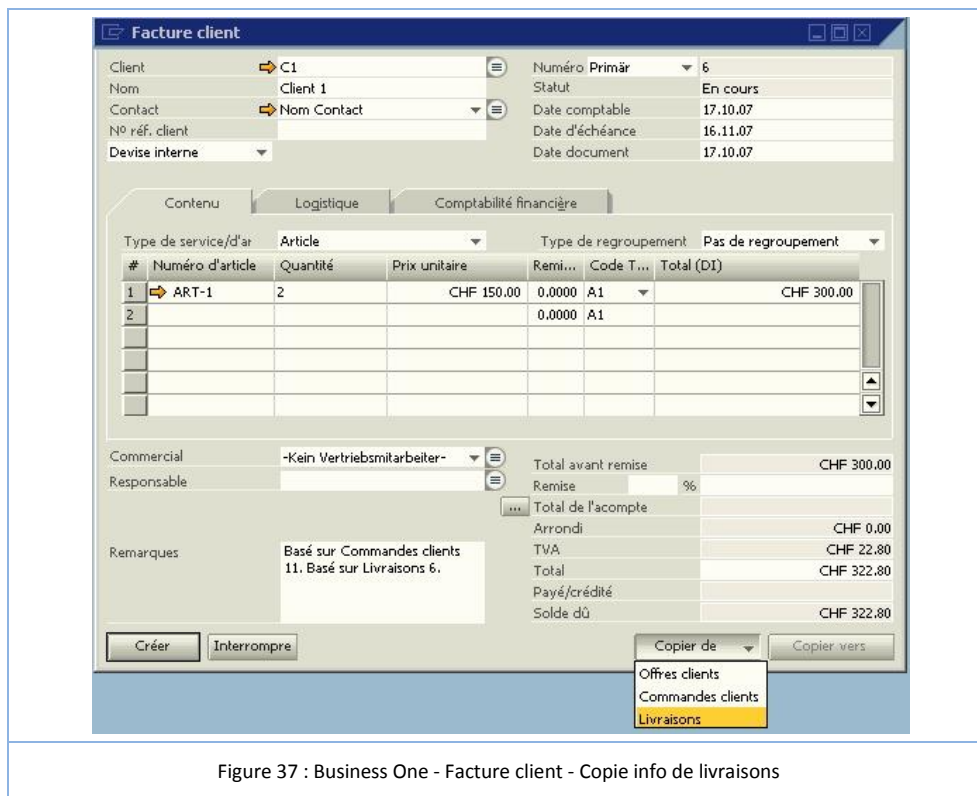 Facture client
Client C1 Numéro Primär 6
Nom Client 1 Statut En cours
Contact Nom Contact Date comptable 17.10.07
Nº réf. client Date d'échéance 16.11.07
Devise interne Date document 17.10.07
Contenu Logistique Comptabilité financière
Type de service/d'ar Article Type de regroupement Pas de regroupement
# Numéro d'article Quantité Prix unitaire Remi... Code T... Total (DI)
1 ART-1 2 CHF 150.00 0.0000 A1 CHF 300.00
2 0.0000 A1
Commercial -Kein Vertriebsmitarbeiter- Total avant remise CHF 300.00
Responsable Remise %
... Total de l'acompte
Arrondi CHF 0.00
Remarques Basé sur Commandes clients TVA CHF 22.80
11. Basé sur Livraisons 6. Total CHF 322.80
Payé/crédité
Solde dû CHF 322.80
Créer Interrompre Copier de Copier vers
Offres clients
Commandes clients
Livraisons
Figure 37 : Business One - Facture client - Copie info de livraisons